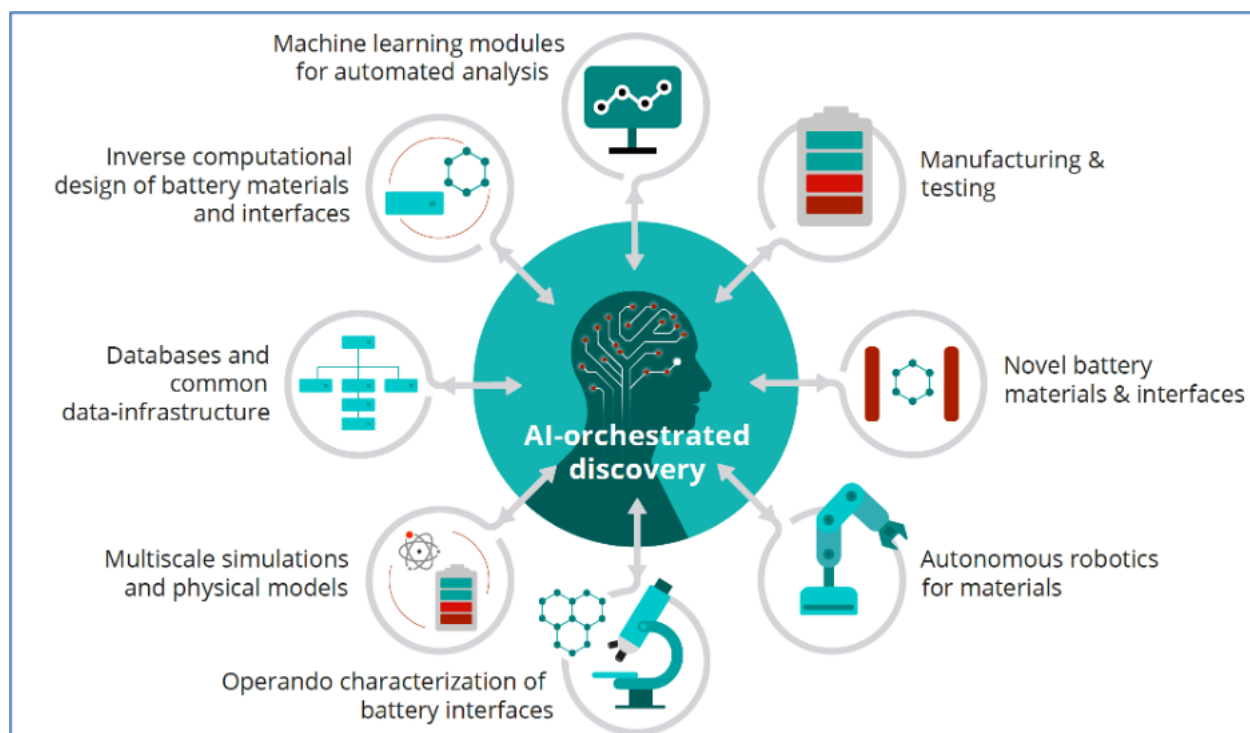 Machine learning modules
for automated analysis
Manufacturing &
testing
Inverse computational
design of battery materials
and interfaces
Databases and
common
data-infrastructure
Novel battery
materials & interfaces
AI-orchestrated
discovery
Multiscale simulations
and physical models
Autonomous robotics
for materials
Operando characterization of
battery interfaces